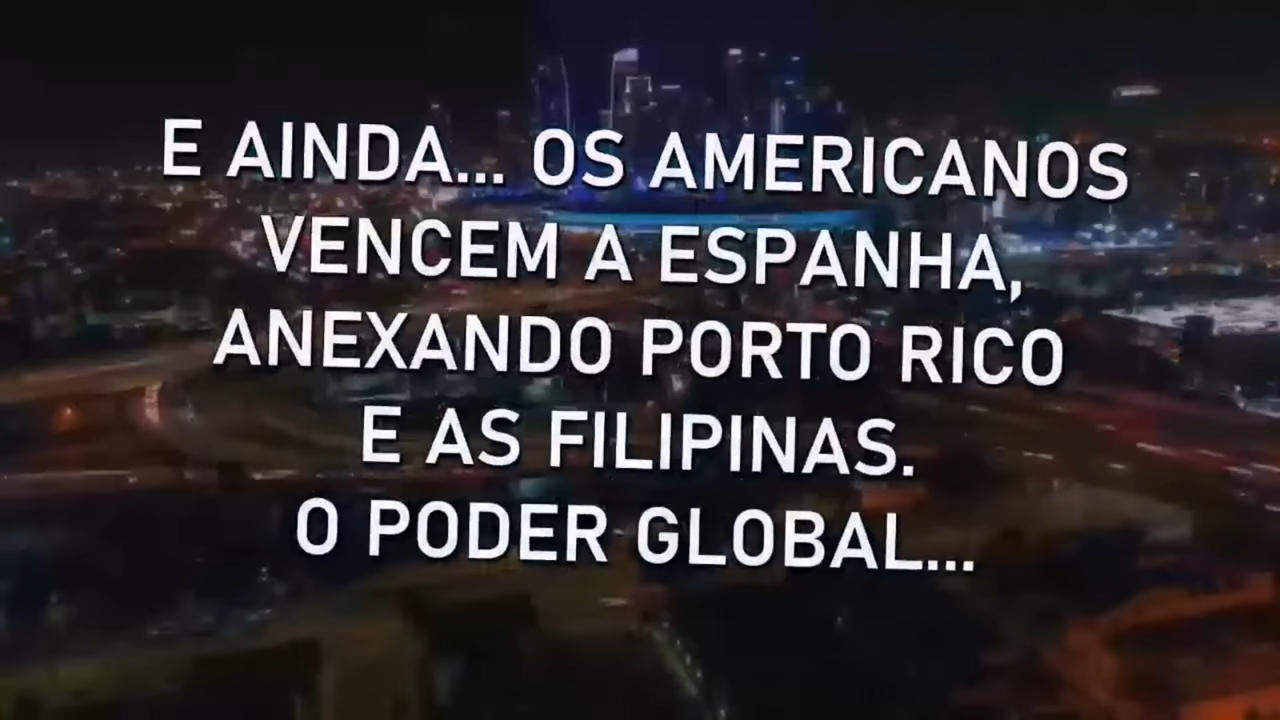 E AINDA... OS AMERICANOS
VENCEM A ESPANHA,
ANEXANDO PORTO RICO
E AS FILIPINAS.
O PODER GLOBAL...